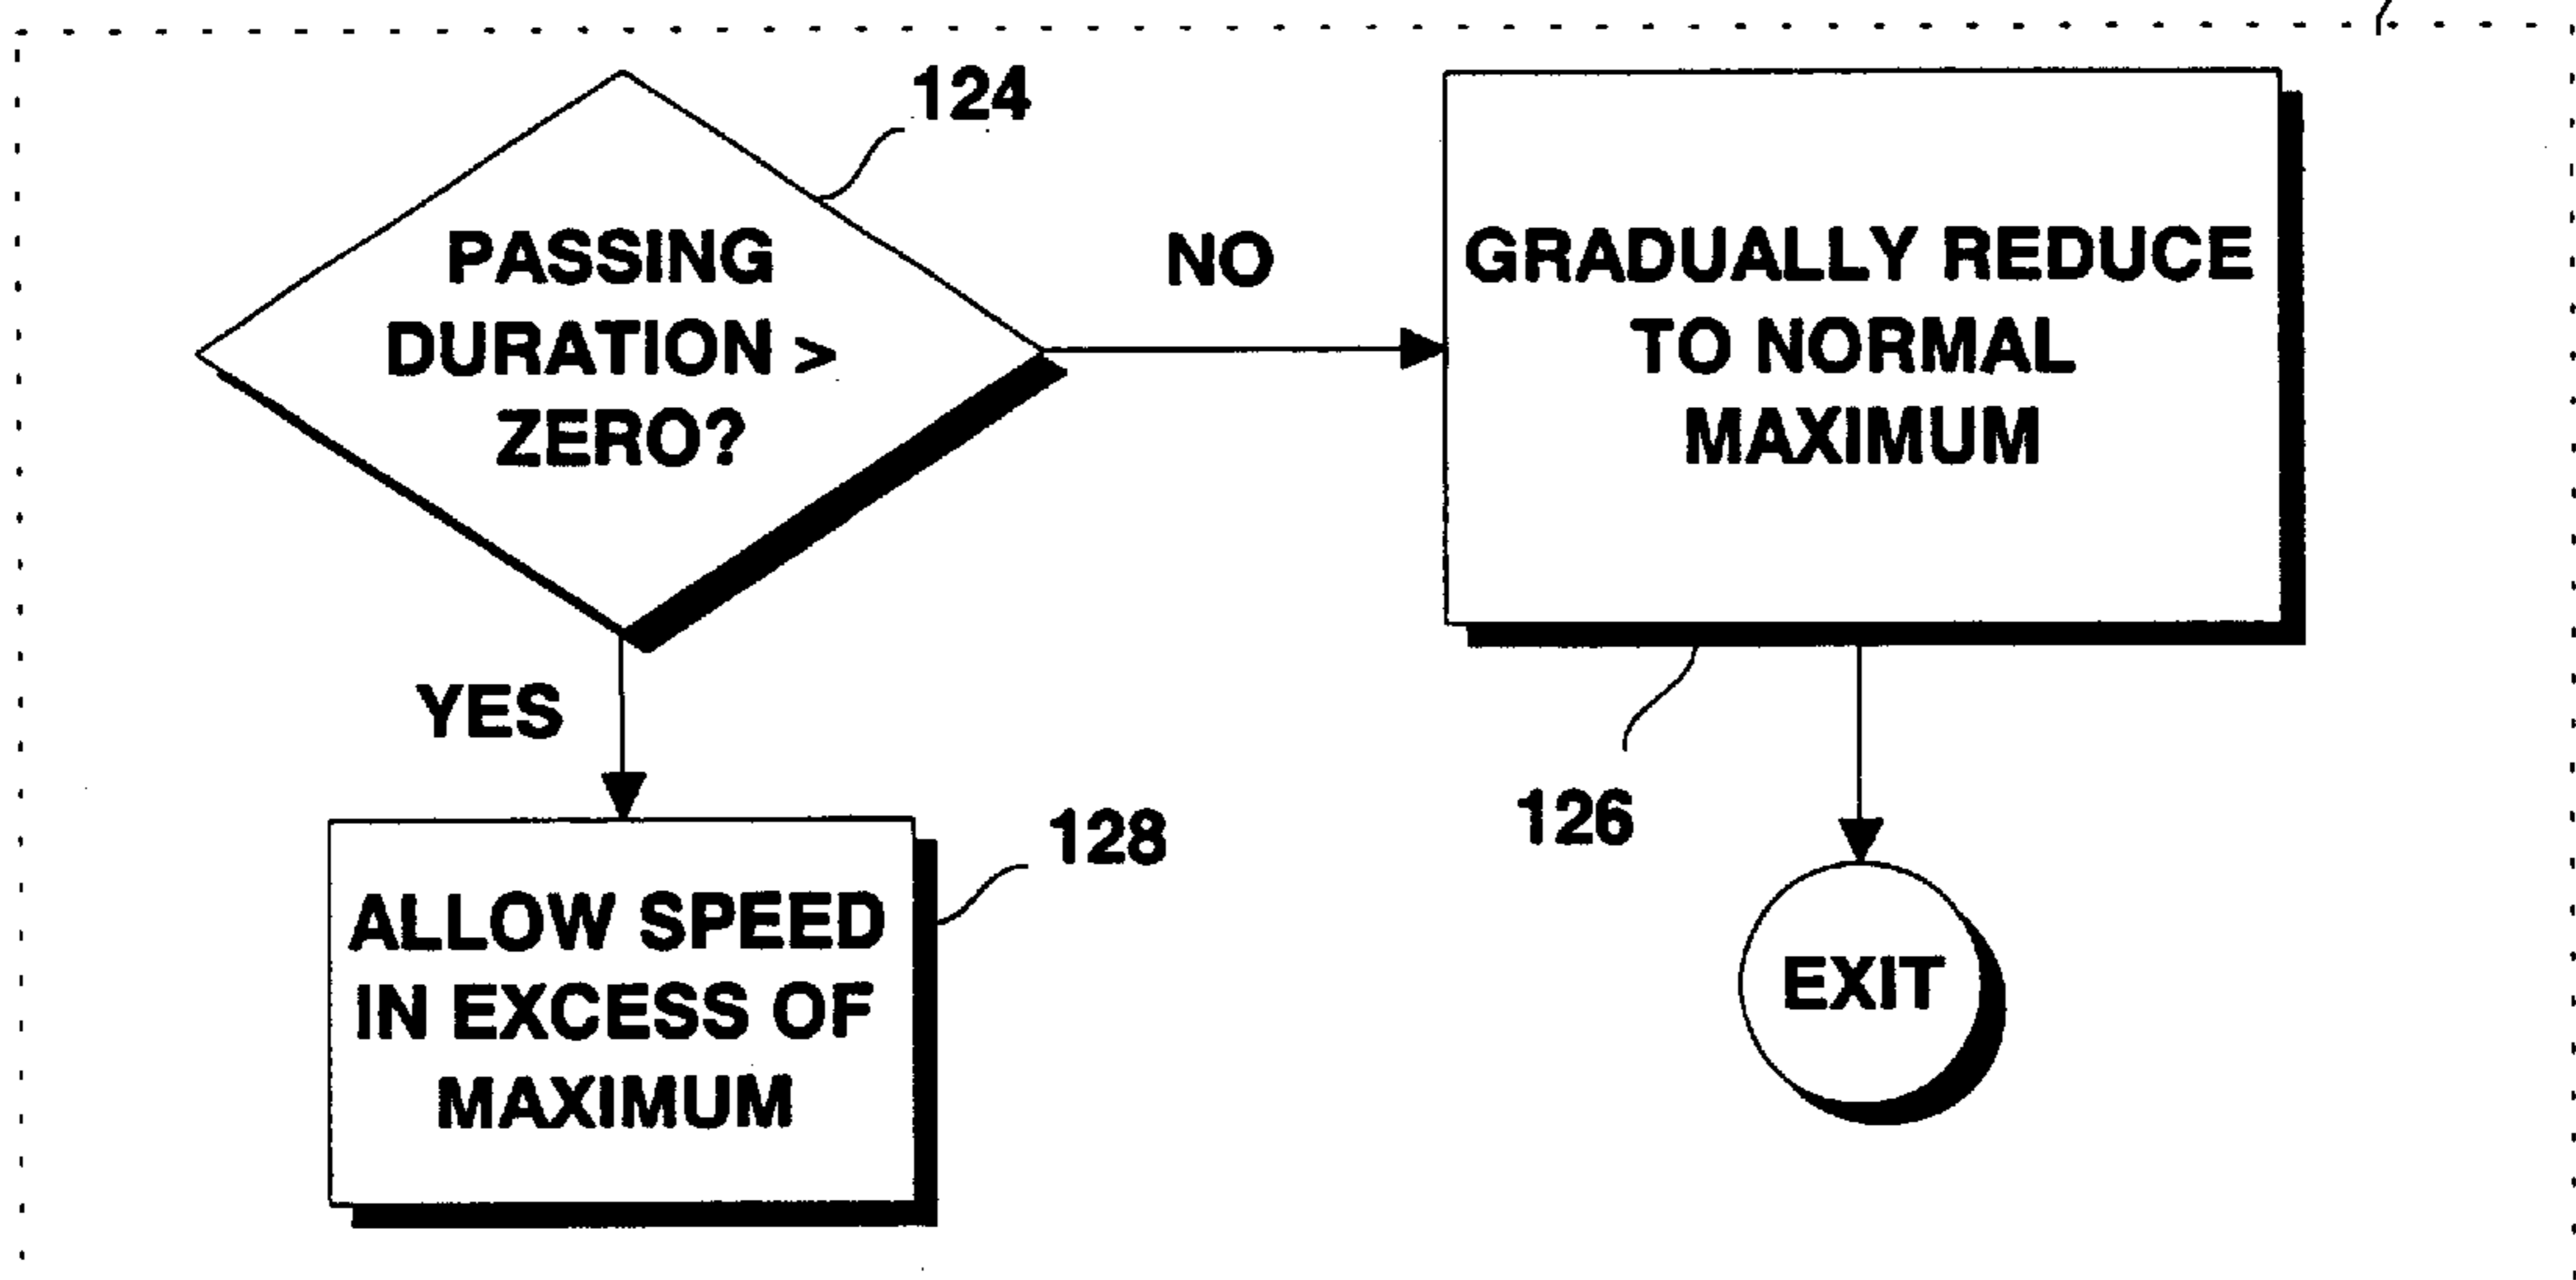 124
PASSING
DURATION >
ZERO?
NO
GRADUALLY REDUCE
TO NORMAL
MAXIMUM
YES
126
128
ALLOW SPEED
IN EXCESS OF
MAXIMUM
EXIT